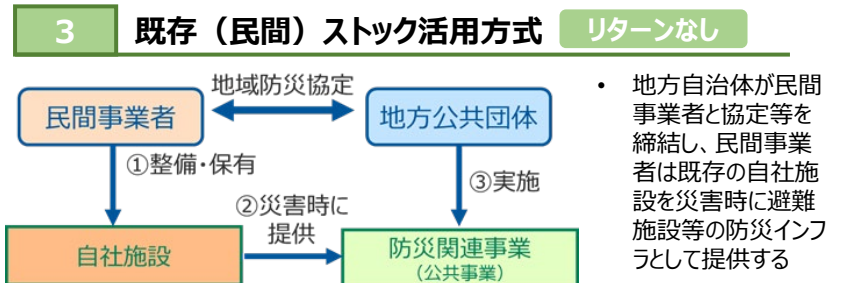 3 既存（民間）ストック活用方式 リターンなし
地域防災協定
民間事業者
地方公共団体
①整備・保有
③実施
②災害時に
提供
自社施設
防災関連事業
（公共事業）
• 地方自治体が民間
事業者と協定等を
締結し、民間事業
者は既存の自社施
設を災害時に避難
施設等の防災インフ
ラとして提供する